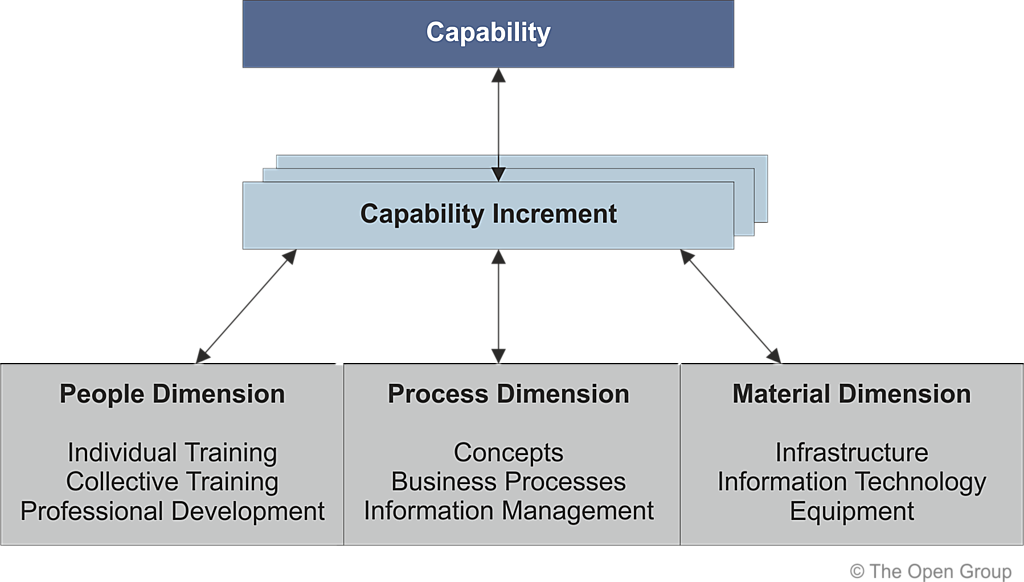 Capability
Capability Increment
People Dimension
Individual Training
Collective Training
Professional Development
Process Dimension
Concepts
Business Processes
Information Management
Material Dimension
Infrastructure
Information Technology
Equipment
© The Open Group